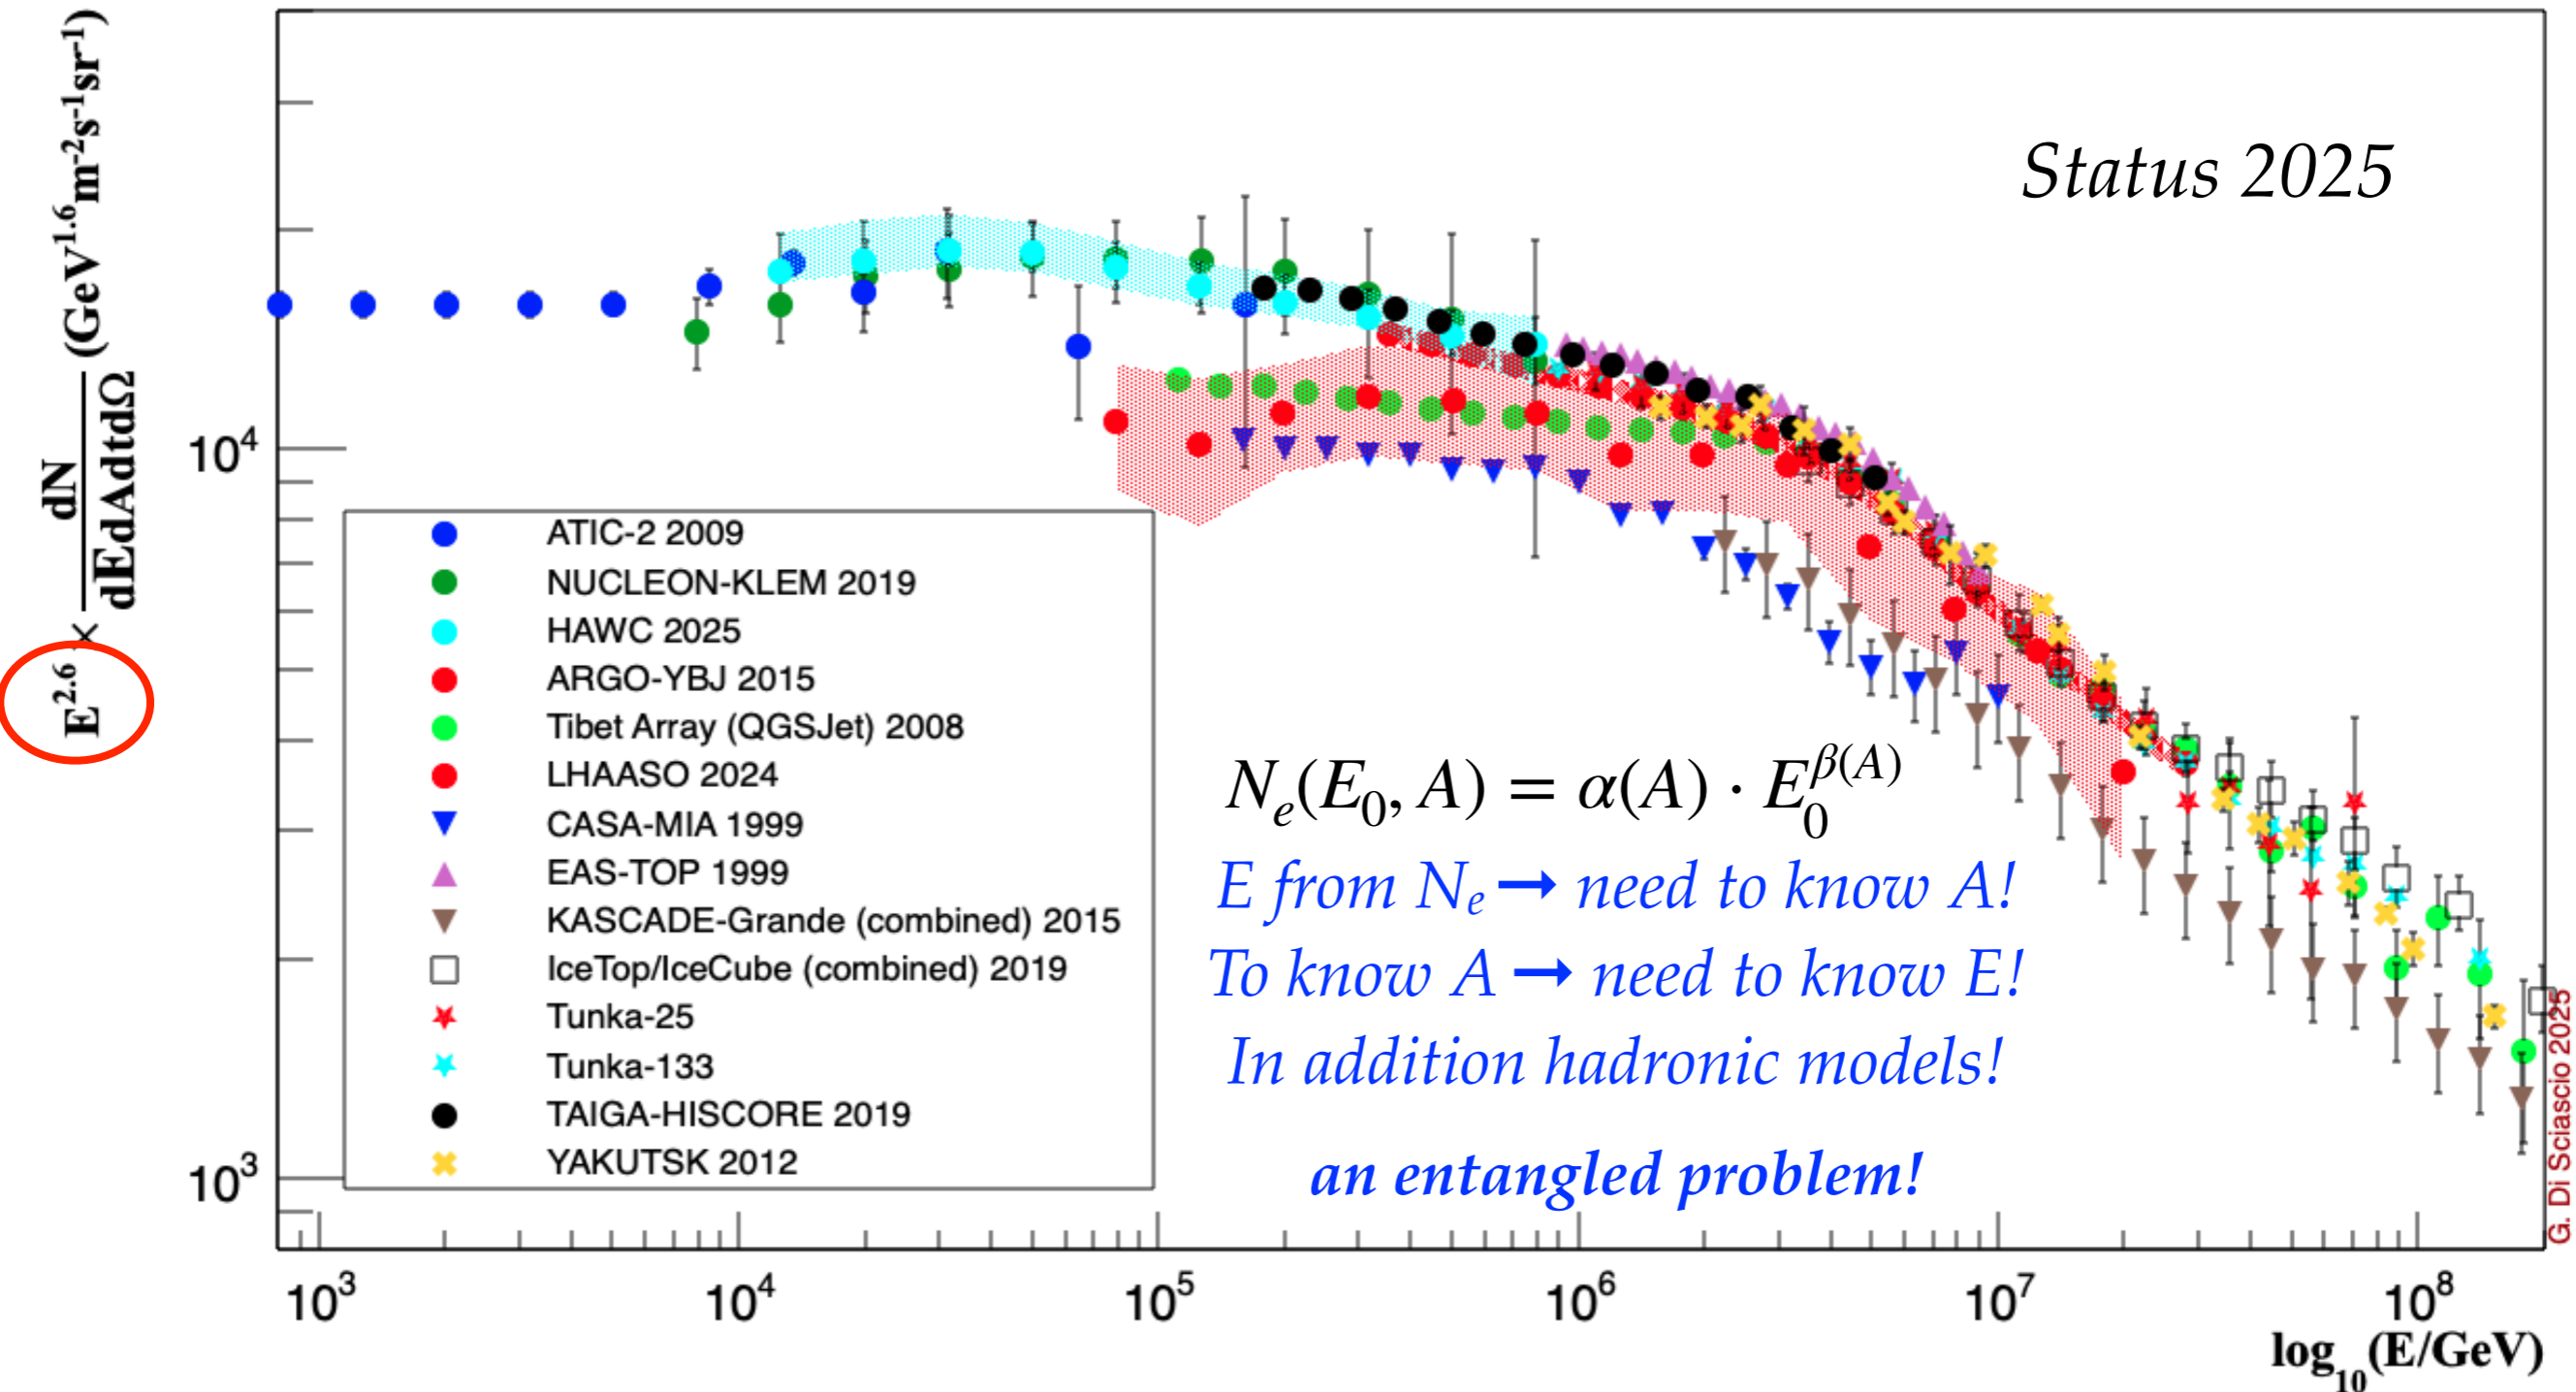 E^2.6 × dN/dEdAdtdΩ (GeV^1.6 m^-2 s^-1 sr^-1)
Status 2025
10^4
ATIC-2 2009
NUCLEON-KLEM 2019
HAWC 2025
ARGO-YBJ 2015
Tibet Array (QGSJet) 2008
LHAASO 2024
CASA-MIA 1999
EAS-TOP 1999
KASCADE-Grande (combined) 2015
IceTop/IceCube (combined) 2019
Tunka-25
Tunka-133
TAIGA-HISCORE 2019
YAKUTSK 2012
N_e(E_0, A) = α(A) · E_0^β(A)
E from N_e → need to know A!
To know A → need to know E!
In addition hadronic models!
an entangled problem!
10^3
G. Di Sciascio 2025
10^3 10^4 10^5 10^6 10^7 10^8
log_10(E/GeV)